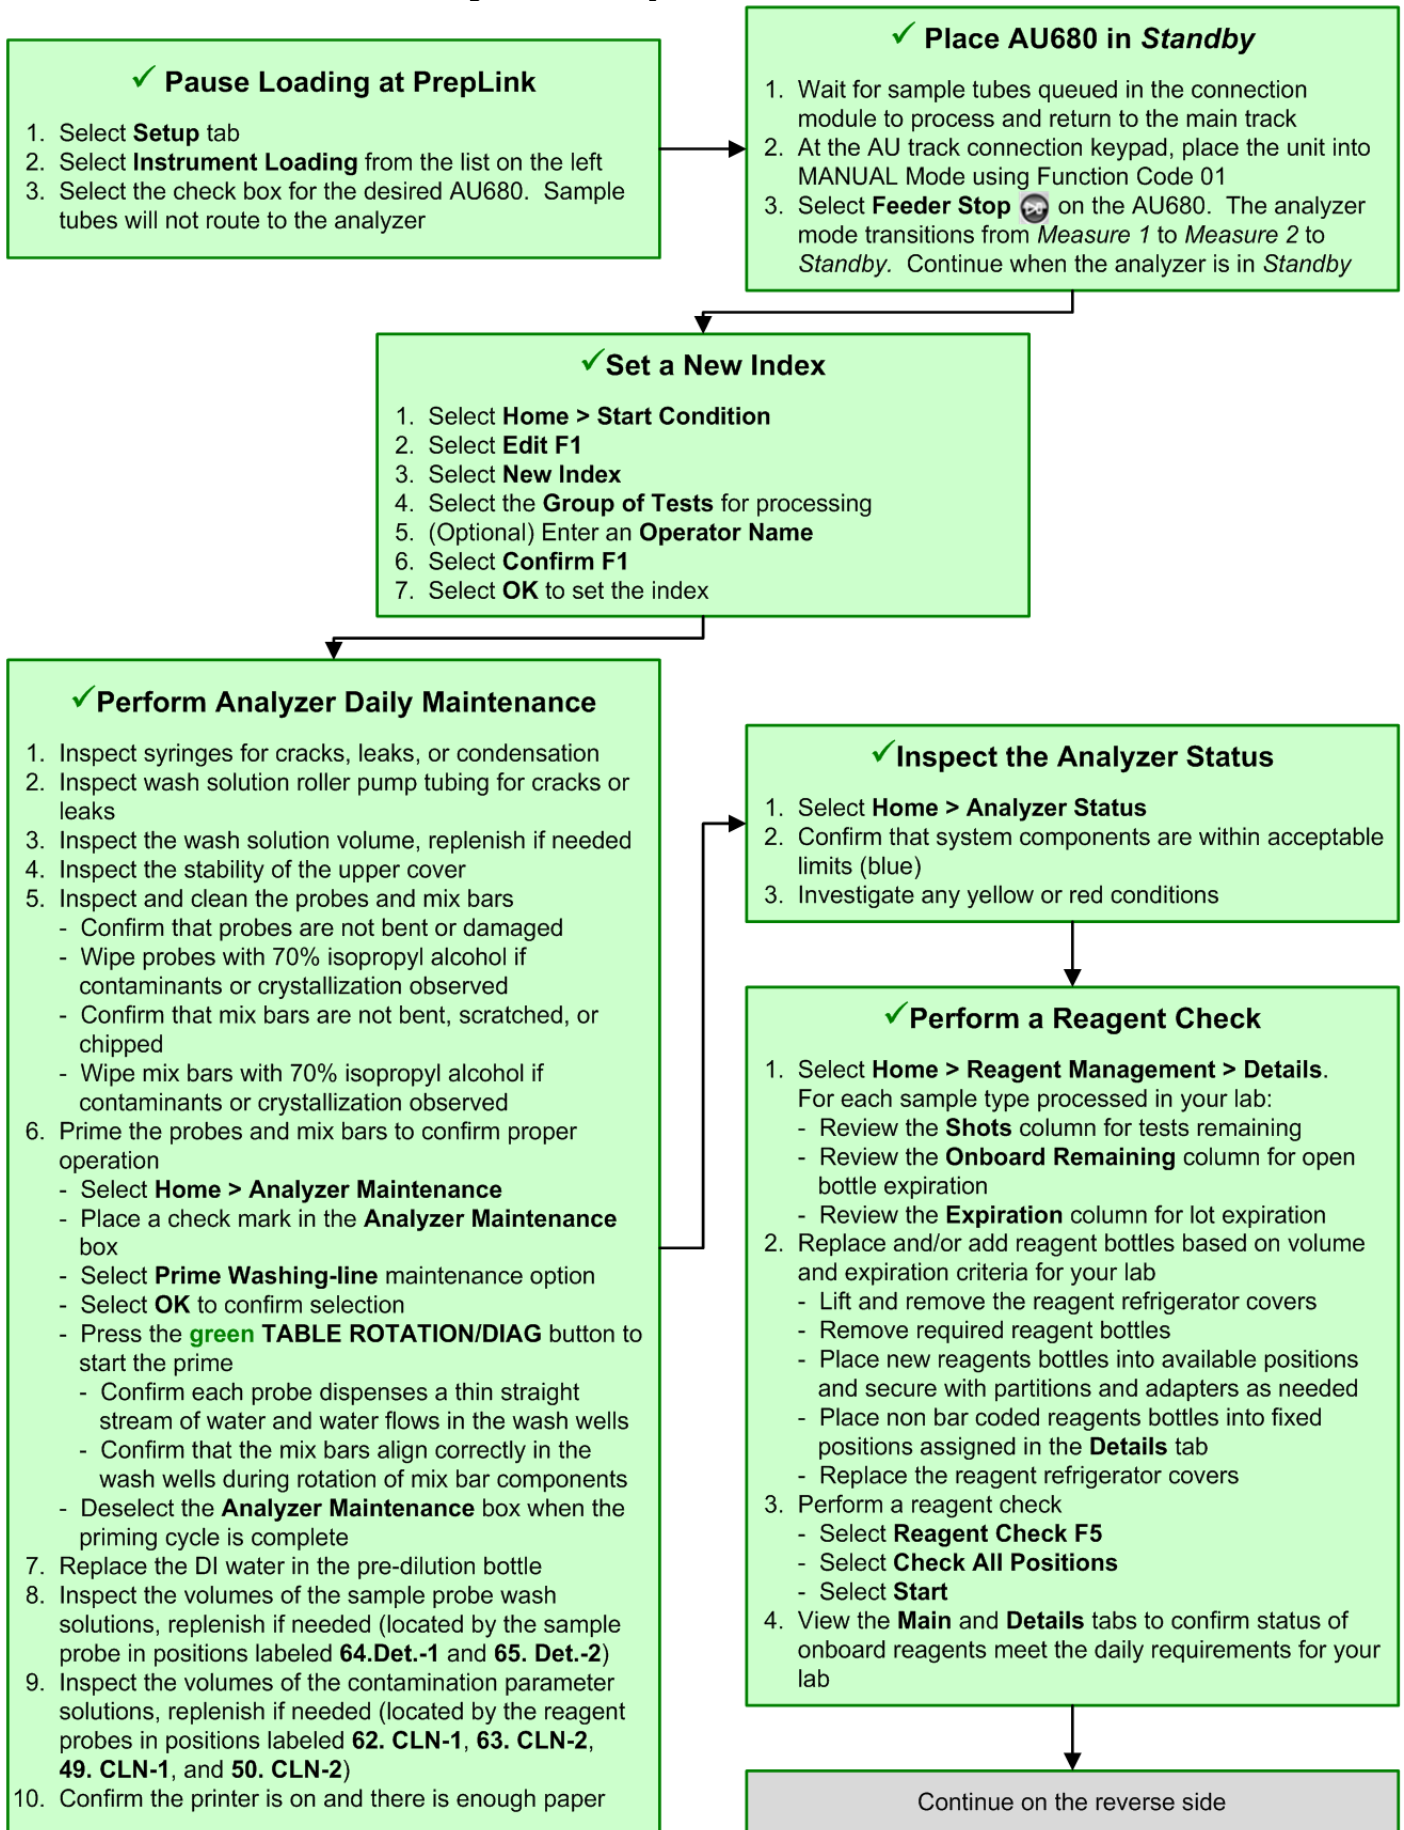 ✓ Pause Loading at PrepLink
1. Select Setup tab
2. Select Instrument Loading from the list on the left
3. Select the check box for the desired AU680. Sample
tubes will not route to the analyzer
✓ Place AU680 in Standby
1. Wait for sample tubes queued in the connection
module to process and return to the main track
2. At the AU track connection keypad, place the unit into
MANUAL Mode using Function Code 01
3. Select Feeder Stop on the AU680. The analyzer
mode transitions from Measure 1 to Measure 2 to
Standby. Continue when the analyzer is in Standby
✓Set a New Index
1. Select Home > Start Condition
2. Select Edit F1
3. Select New Index
4. Select the Group of Tests for processing
5. (Optional) Enter an Operator Name
6. Select Confirm F1
7. Select OK to set the index
✓Perform Analyzer Daily Maintenance
1. Inspect syringes for cracks, leaks, or condensation
2. Inspect wash solution roller pump tubing for cracks or
leaks
3. Inspect the wash solution volume, replenish if needed
4. Inspect the stability of the upper cover
5. Inspect and clean the probes and mix bars
- Confirm that probes are not bent or damaged
- Wipe probes with 70% isopropyl alcohol if
contaminants or crystallization observed
- Confirm that mix bars are not bent, scratched, or
chipped
- Wipe mix bars with 70% isopropyl alcohol if
contaminants or crystallization observed
6. Prime the probes and mix bars to confirm proper
operation
- Select Home > Analyzer Maintenance
- Place a check mark in the Analyzer Maintenance
box
- Select Prime Washing-line maintenance option
- Select OK to confirm selection
- Press the green TABLE ROTATION/DIAG button to
start the prime
- Confirm each probe dispenses a thin straight
stream of water and water flows in the wash wells
- Confirm that the mix bars align correctly in the
wash wells during rotation of mix bar components
- Deselect the Analyzer Maintenance box when the
priming cycle is complete
7. Replace the DI water in the pre-dilution bottle
8. Inspect the volumes of the sample probe wash
solutions, replenish if needed (located by the sample
probe in positions labeled 64.Det.-1 and 65. Det.-2)
9. Inspect the volumes of the contamination parameter
solutions, replenish if needed (located by the reagent
probes in positions labeled 62. CLN-1, 63. CLN-2,
49. CLN-1, and 50. CLN-2)
10. Confirm the printer is on and there is enough paper
✓Inspect the Analyzer Status
1. Select Home > Analyzer Status
2. Confirm that system components are within acceptable
limits (blue)
3. Investigate any yellow or red conditions
✓Perform a Reagent Check
1. Select Home > Reagent Management > Details.
For each sample type processed in your lab:
- Review the Shots column for tests remaining
- Review the Onboard Remaining column for open
bottle expiration
- Review the Expiration column for lot expiration
2. Replace and/or add reagent bottles based on volume
and expiration criteria for your lab
- Lift and remove the reagent refrigerator covers
- Remove required reagent bottles
- Place new reagents bottles into available positions
and secure with partitions and adapters as needed
- Place non bar coded reagents bottles into fixed
positions assigned in the Details tab
- Replace the reagent refrigerator covers
3. Perform a reagent check
- Select Reagent Check F5
- Select Check All Positions
- Select Start
4. View the Main and Details tabs to confirm status of
onboard reagents meet the daily requirements for your
lab
Continue on the reverse side